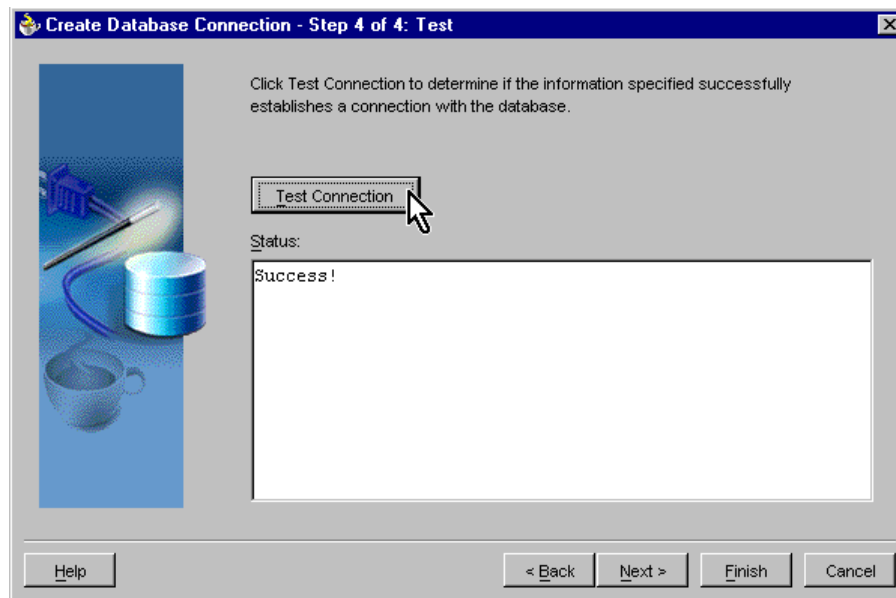 Create Database Connection - Step 4 of 4: Test
Click Test Connection to determine if the information specified successfully
establishes a connection with the database.
Test Connection
Status:
Success!
Help
< Back
Next >
Finish
Cancel